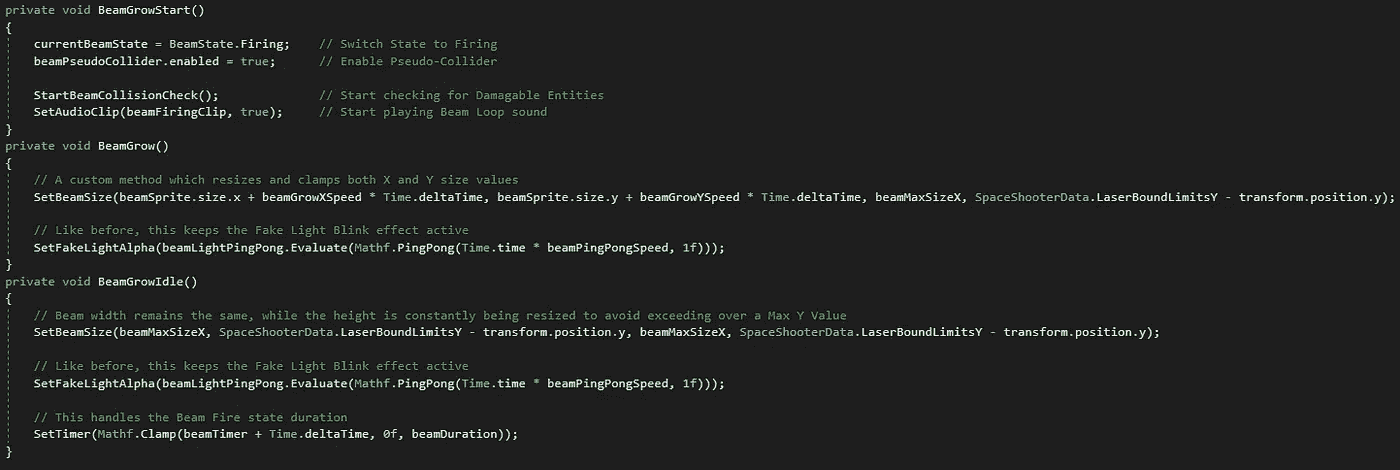 private void BeamGrowStart()
{
    currentBeamState = BeamState.Firing;    // Switch State to Firing
    beamPseudoCollider.enabled = true;      // Enable Pseudo-Collider

    StartBeamCollisionCheck();              // Start checking for Damagable Entities
    SetAudioClip(beamFiringClip, true);     // Start playing Beam Loop sound
}
private void BeamGrow()
{
    // A custom method which resizes and clamps both X and Y size values
    SetBeamSize(beamSprite.size.x + beamGrowXSpeed * Time.deltaTime, beamSprite.size.y + beamGrowYSpeed * Time.deltaTime, beamMaxSizeX, SpaceShooterData.LaserBoundLimitsY - transform.position.y);

    // Like before, this keeps the Fake Light Blink effect active
    SetFakeLightAlpha(beamLightPingPong.Evaluate(Mathf.PingPong(Time.time * beamPingPongSpeed, 1f)));
}
private void BeamGrowIdle()
{
    // Beam width remains the same, while the height is constantly being resized to avoid exceeding over a Max Y Value
    SetBeamSize(beamMaxSizeX, SpaceShooterData.LaserBoundLimitsY - transform.position.y, beamMaxSizeX, SpaceShooterData.LaserBoundLimitsY - transform.position.y);

    // Like before, this keeps the Fake Light Blink effect active
    SetFakeLightAlpha(beamLightPingPong.Evaluate(Mathf.PingPong(Time.time * beamPingPongSpeed, 1f)));

    // This handles the Beam Fire state duration
    SetTimer(Mathf.Clamp(beamTimer + Time.deltaTime, 0f, beamDuration));
}